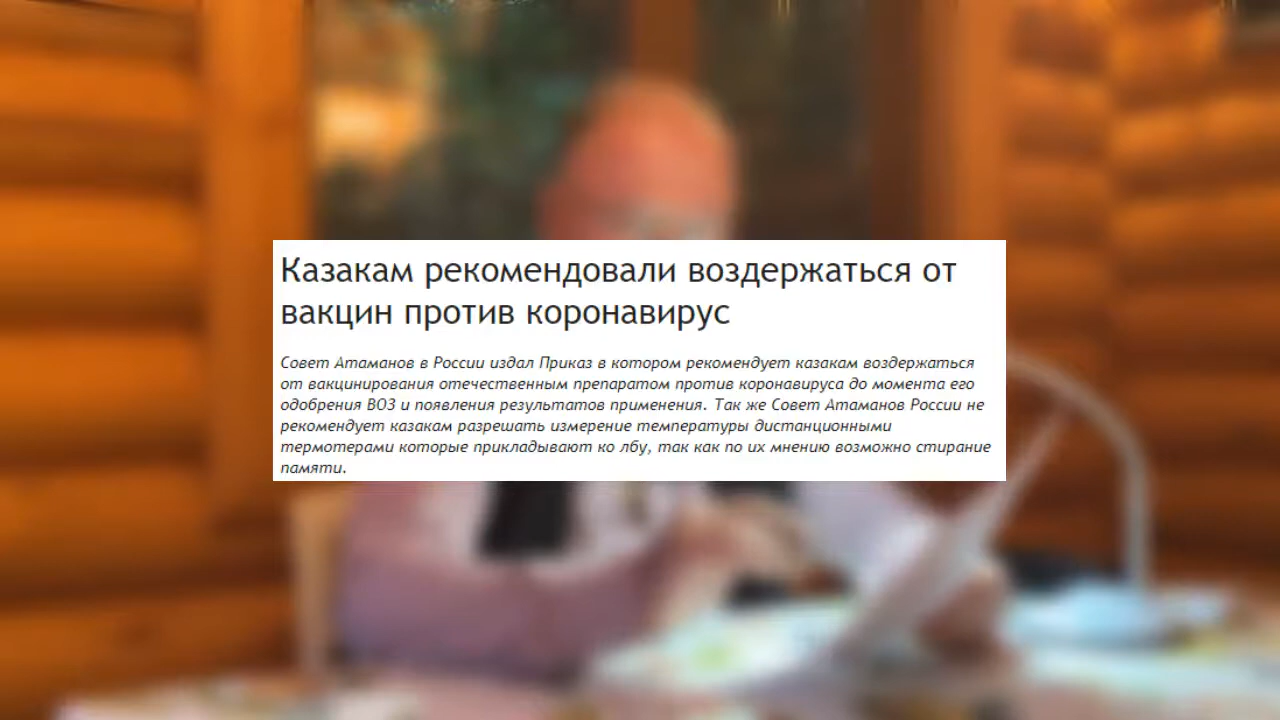 Казакам рекомендовали воздержаться от
вакцин против коронавирус
Совет Атаманов в России издал Приказ в котором рекомендует казакам воздержаться
от вакцинирования отечественным препаратом против коронавируса до момента его
одобрения ВОЗ и появления результатов применения. Так же Совет Атаманов России не
рекомендует казакам разрешать измерение температуры дистанционными
термотерами которые прикладывают ко лбу, так как по их мнению возможно стирание
памяти.